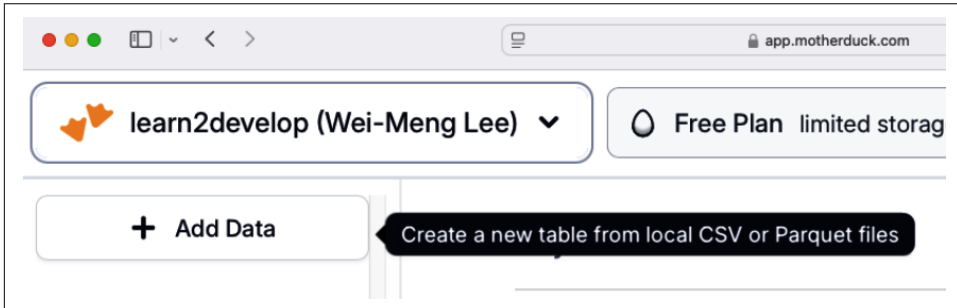 app.motherduck.com
learn2develop (Wei-Meng Lee)
Free Plan limited storag
+ Add Data
Create a new table from local CSV or Parquet files